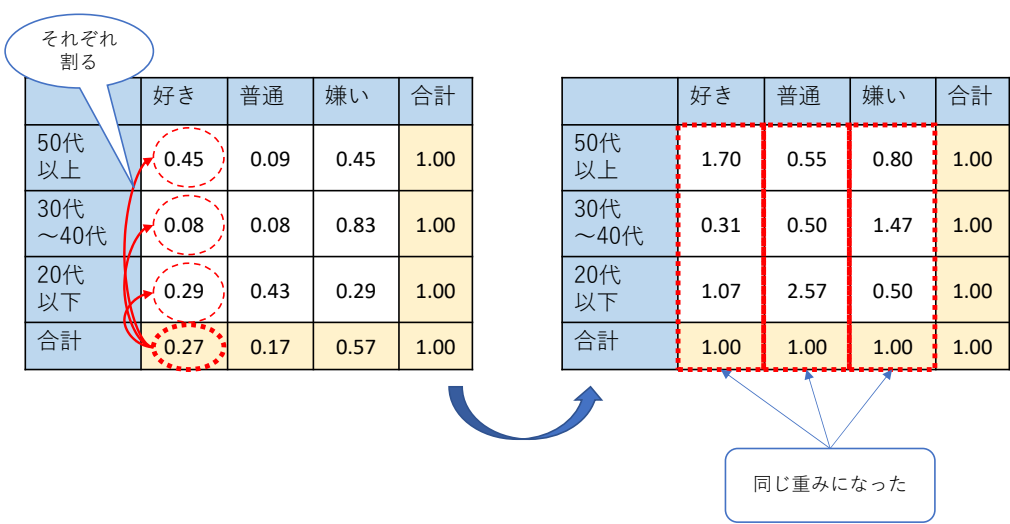 それぞれ
割る
好き 普通 嫌い 合計
50代
以上
0.45 0.09 0.45 1.00
30代
～40代
0.08 0.08 0.83 1.00
20代
以下
0.29 0.43 0.29 1.00
合計
0.27 0.17 0.57 1.00
好き 普通 嫌い 合計
50代
以上
1.70 0.55 0.80 1.00
30代
～40代
0.31 0.50 1.47 1.00
20代
以下
1.07 2.57 0.50 1.00
合計
1.00 1.00 1.00 1.00
同じ重みになった